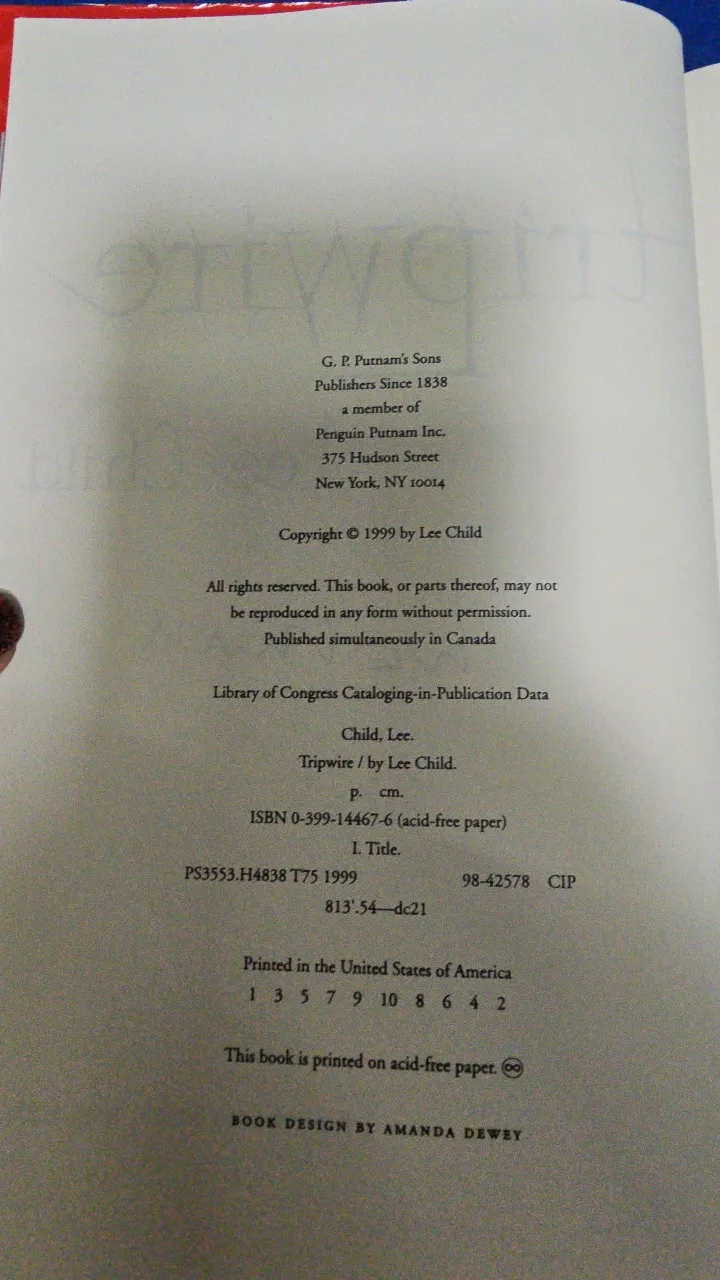 G. P. Putnam's Sons
Publishers Since 1838
a member of
Penguin Putnam Inc.
375 Hudson Street
New York, NY 10014
Copyright © 1999 by Lee Child
All rights reserved. This book, or parts thereof, may not
be reproduced in any form without permission.
Published simultaneously in Canada
Library of Congress Cataloging-in-Publication Data
Child, Lee.
Tripwire / by Lee Child.
p. cm.
ISBN 0-399-14467-6 (acid-free paper)
I. Title.
PS3553.H4838 T75 1999 98-42578 CIP
813'.54—dc21
Printed in the United States of America
1 3 5 7 9 10 8 6 4 2
This book is printed on acid-free paper. ♾
BOOK DESIGN BY AMANDA DEWEY